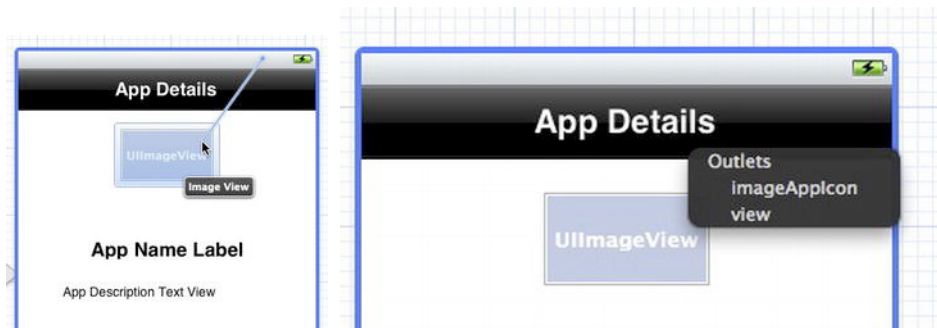 App Details
UIImageView
Image View
App Name Label
App Description Text View
App Details
Outlets
imageAppIcon
view
UIImageView